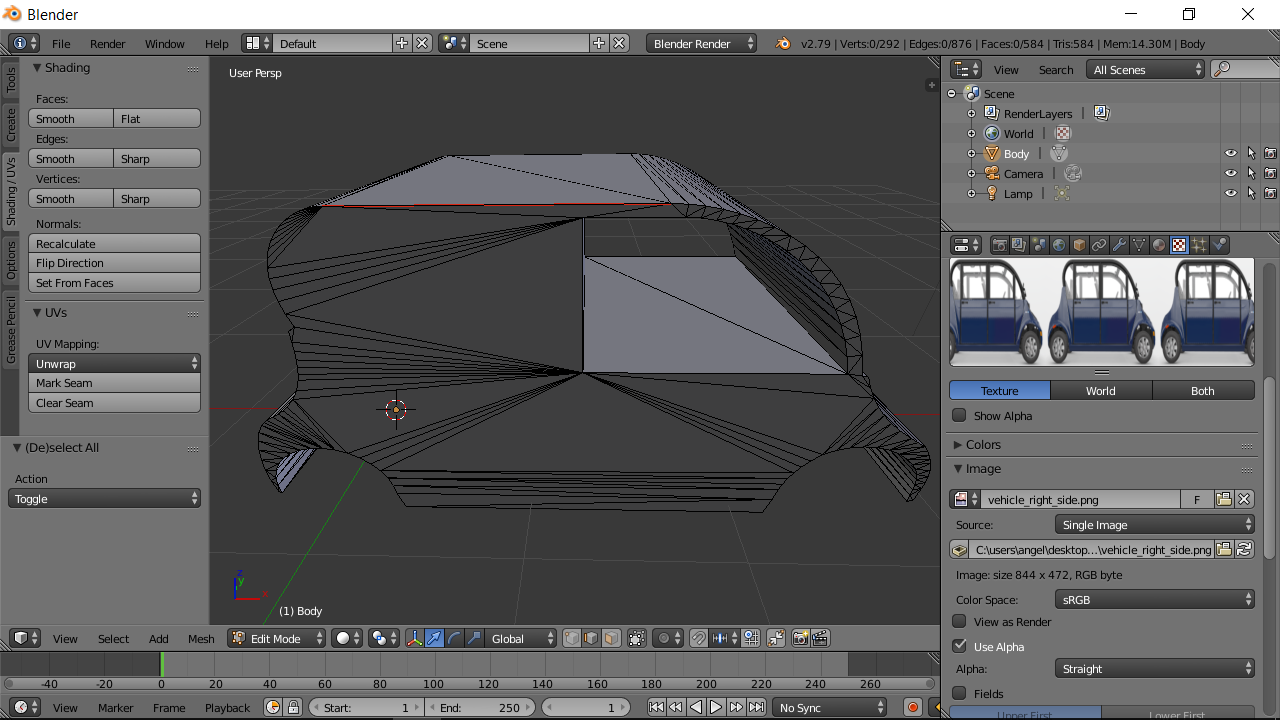 Blender
File Render Window Help Default Scene Blender Render v2.79 | Verts:0/292 | Edges:0/876 | Faces:0/584 | Tris:584 | Mem:14.30M | Body
Tools
Create
Shading / UVs
Options
Grease Pencil
Shading
Faces:
Smooth Flat
Edges:
Smooth Sharp
Vertices:
Smooth Sharp
Normals:
Recalculate
Flip Direction
Set From Faces
UVs
UV Mapping:
Unwrap
Mark Seam
Clear Seam
(De)select All
Action
Toggle
User Persp
z
y
x
(1) Body
View Select Add Mesh Edit Mode Global
-40 -20 0 20 40 60 80 100 120 140 160 180 200 220 240 260
View Marker Frame Playback Start: 1 End: 250 1 No Sync
View Search All Scenes
Scene
RenderLayers
World
Body
Camera
Lamp
Texture World Both
Show Alpha
Colors
Image
vehicle_right_side.png F
Source: Single Image
C:\users\angel\desktop...\vehicle_right_side.png
Image: size 844 x 472, RGB byte
Color Space: sRGB
View as Render
Use Alpha
Alpha: Straight
Fields
Upper First Lower First